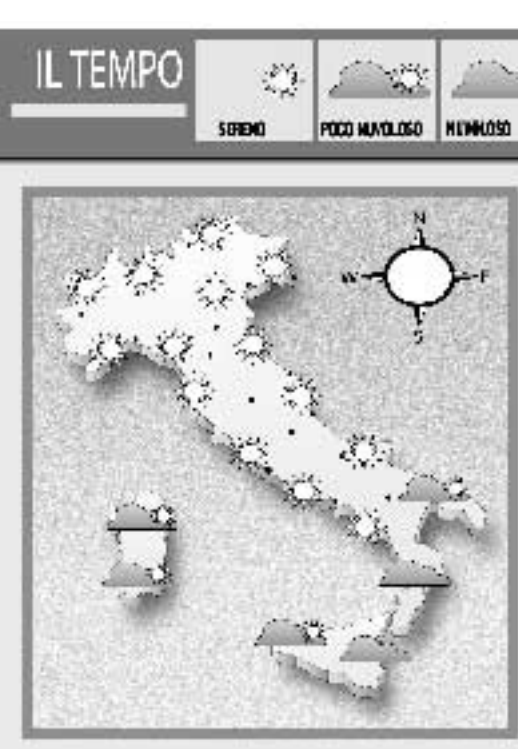 IL TEMPO
SERENO
POCO NUVOLOSO
NUVOLOSO
N
W E
S